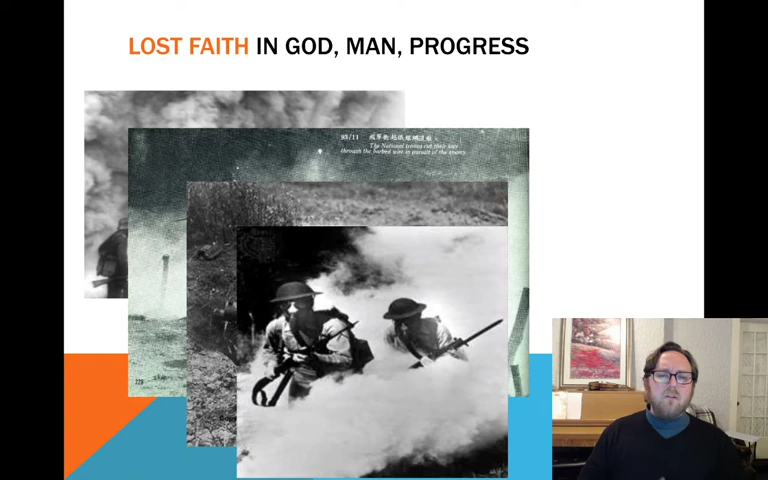 LOST FAITH IN GOD, MAN, PROGRESS
The National troops cut their way
through the barbed wire in pursuit of the enemy.
229